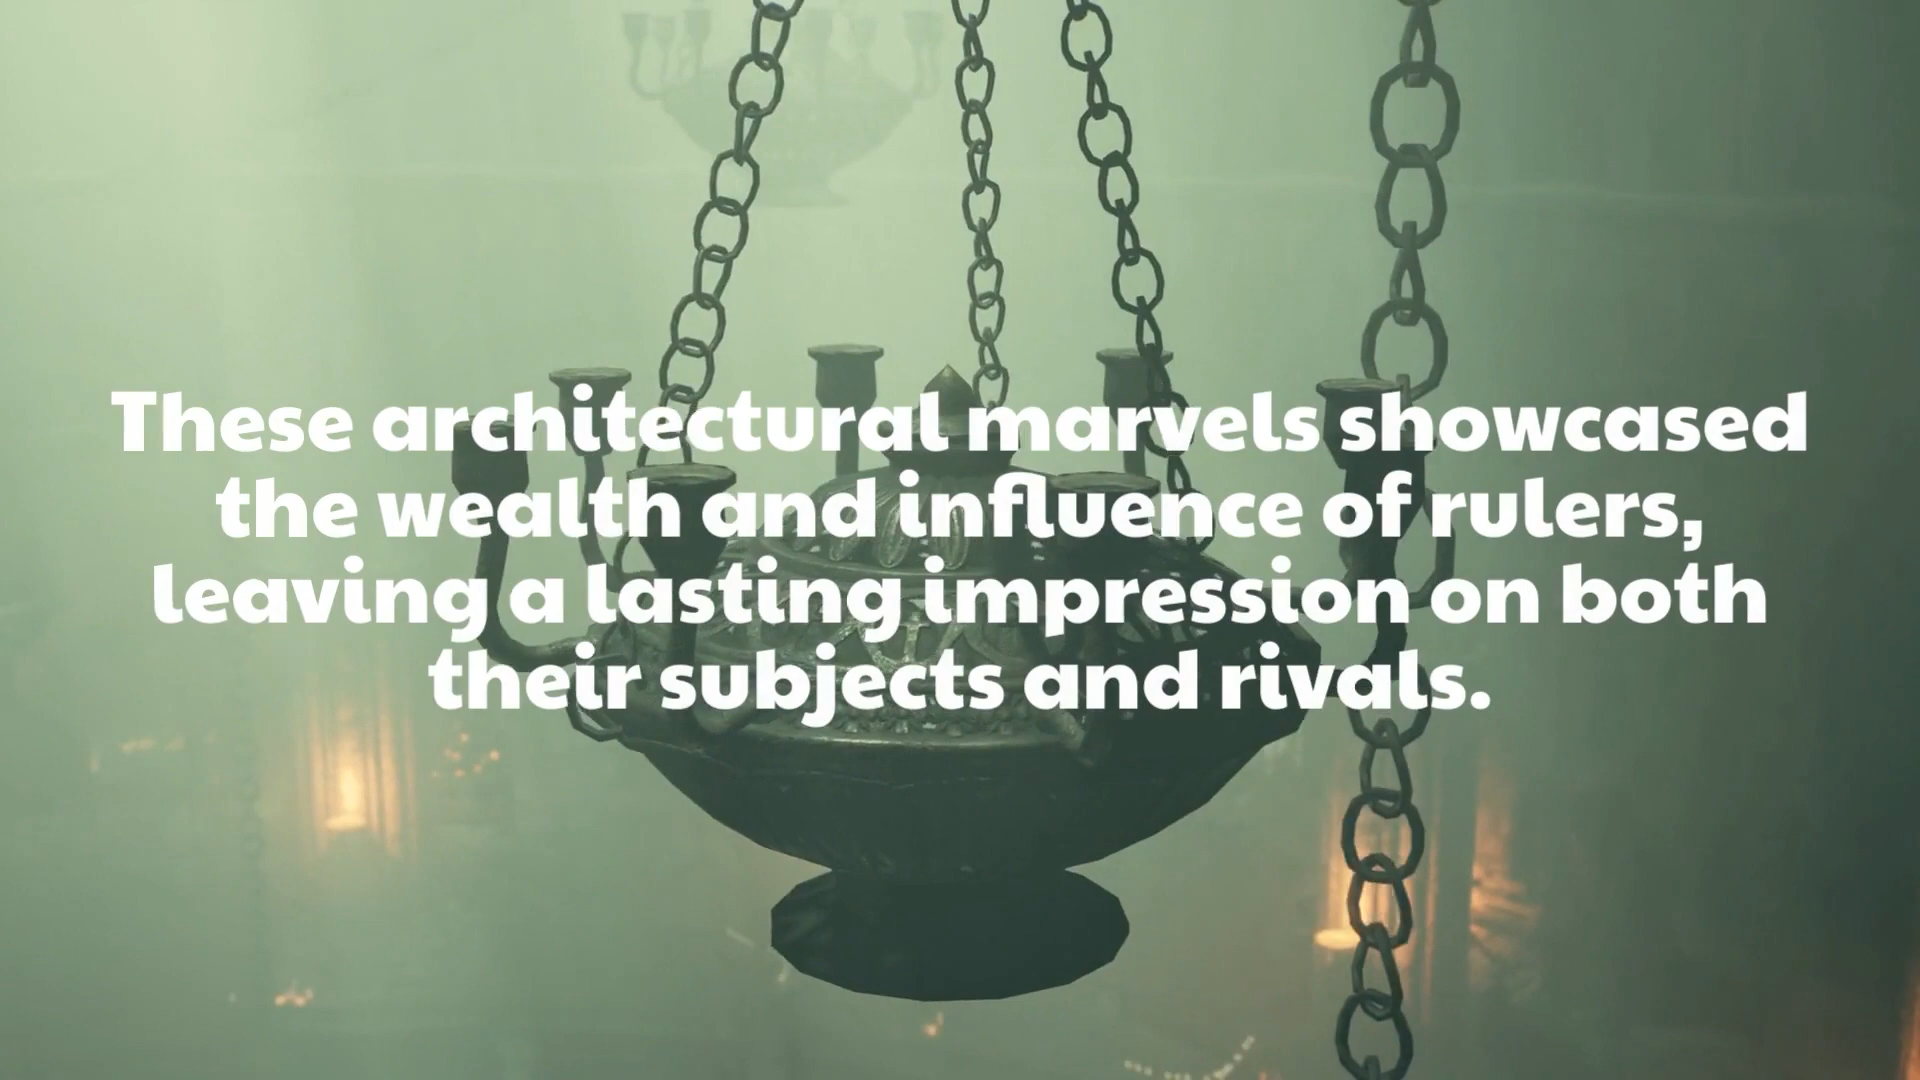 These architectural marvels showcased
the wealth and influence of rulers,
leaving a lasting impression on both
their subjects and rivals.